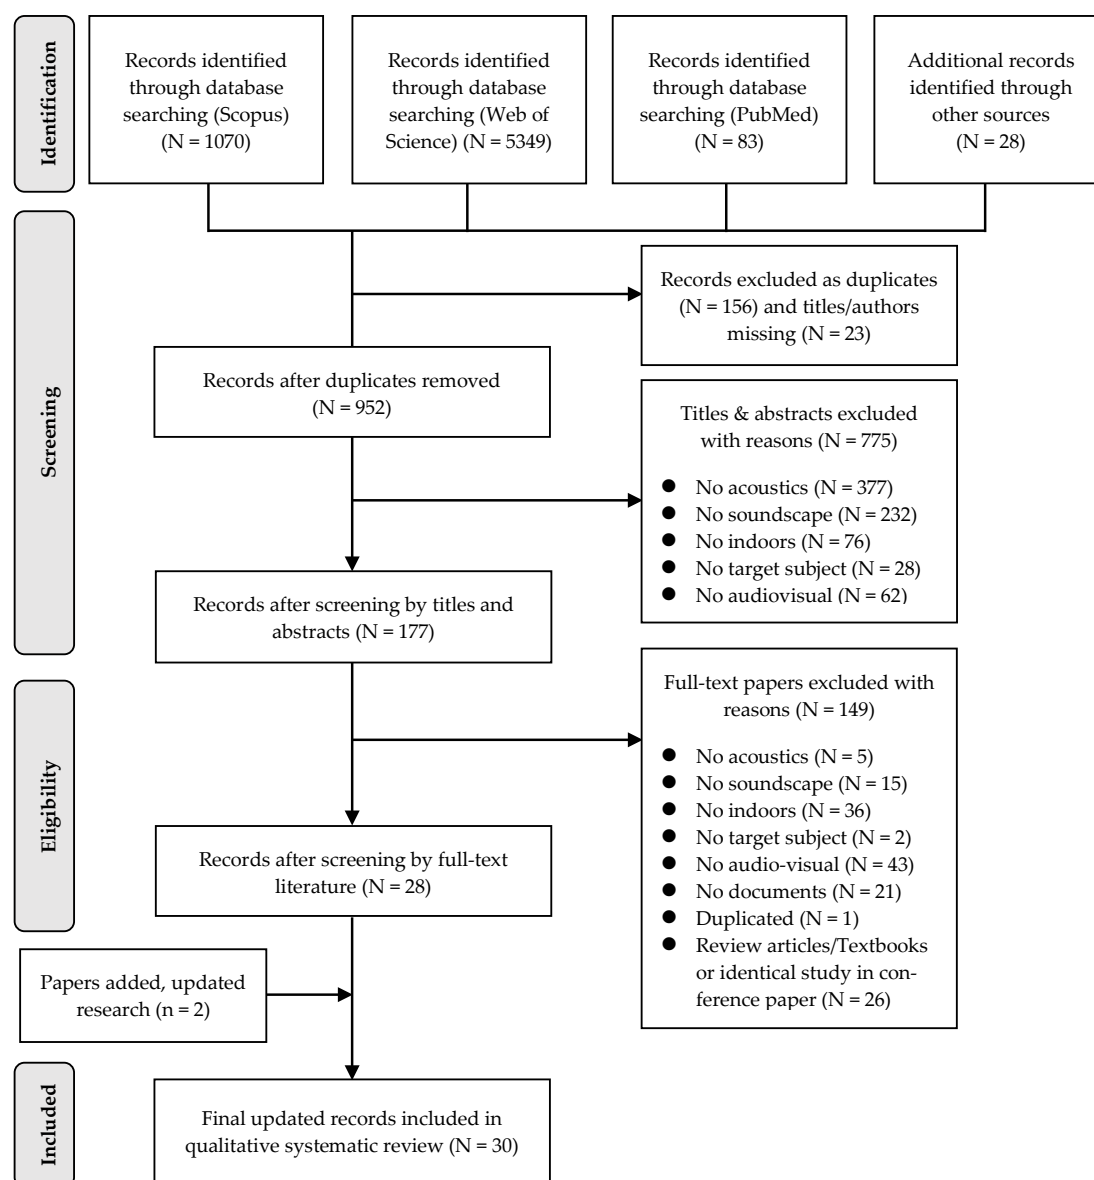 Identification
Records identified
through database
searching (Scopus)
(N = 1070)
Records identified
through database
searching (Web of
Science) (N = 5349)
Records identified
through database
searching (PubMed)
(N = 83)
Additional records
identified through
other sources
(N = 28)
Screening
Records excluded as duplicates
(N = 156) and titles/authors
missing (N = 23)
Records after duplicates removed
(N = 952)
Titles & abstracts excluded
with reasons (N = 775)
● No acoustics (N = 377)
● No soundscape (N = 232)
● No indoors (N = 76)
● No target subject (N = 28)
● No audiovisual (N = 62)
Records after screening by titles and
abstracts (N = 177)
Eligibility
Full-text papers excluded with
reasons (N = 149)
● No acoustics (N = 5)
● No soundscape (N = 15)
● No indoors (N = 36)
● No target subject (N = 2)
● No audio-visual (N = 43)
● No documents (N = 21)
● Duplicated (N = 1)
● Review articles/Textbooks
or identical study in con-
ference paper (N = 26)
Records after screening by full-text
literature (N = 28)
Papers added, updated
research (n = 2)
Included
Final updated records included in
qualitative systematic review (N = 30)